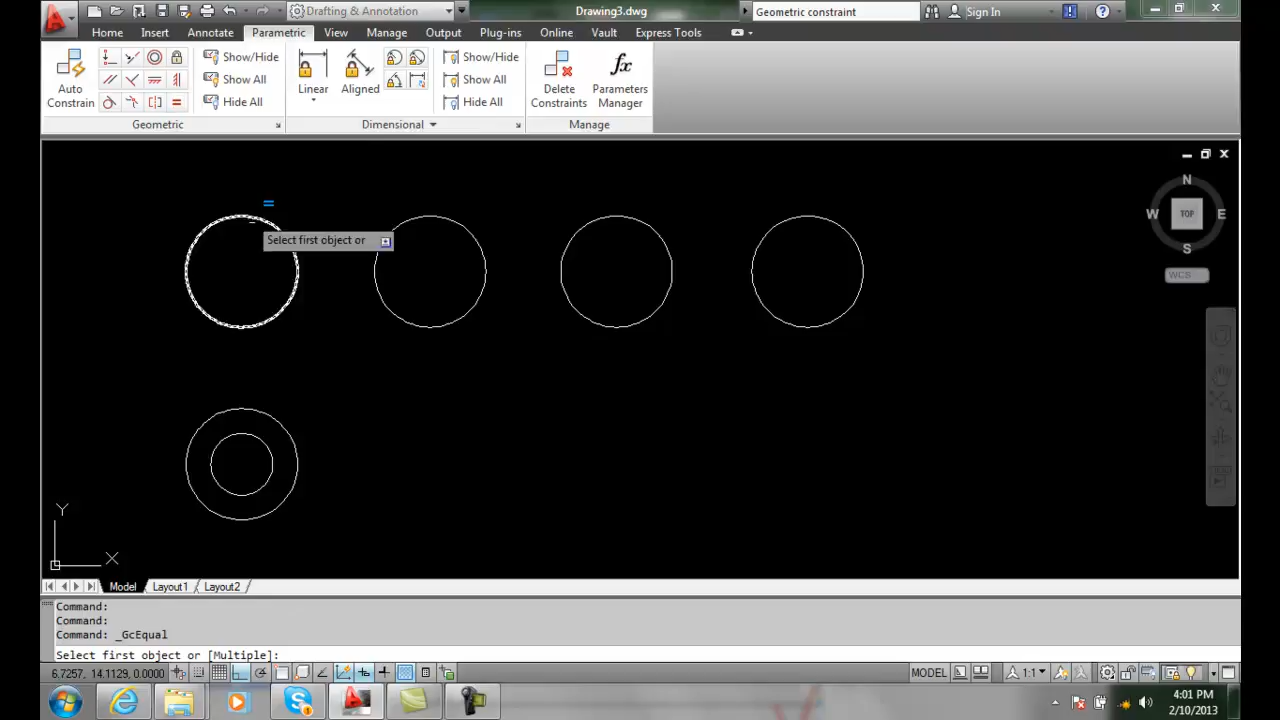 Drafting & Annotation
Drawing3.dwg
Geometric constraint
Sign In
Home Insert Annotate Parametric View Manage Output Plug-ins Online Vault Express Tools
Auto Constrain
Show/Hide
Show All
Hide All
Linear
Aligned
Show/Hide
Show All
Hide All
Delete Constraints
fx
Parameters Manager
Geometric
Dimensional
Manage
N
W TOP E
S
WCS
Select first object or
Y
X
Model Layout1 Layout2
Command:
Command:
Command: _GcEqual
Select first object or [Multiple]:
6.7257, 14.1129, 0.0000
MODEL
1:1
4:01 PM
2/10/2013